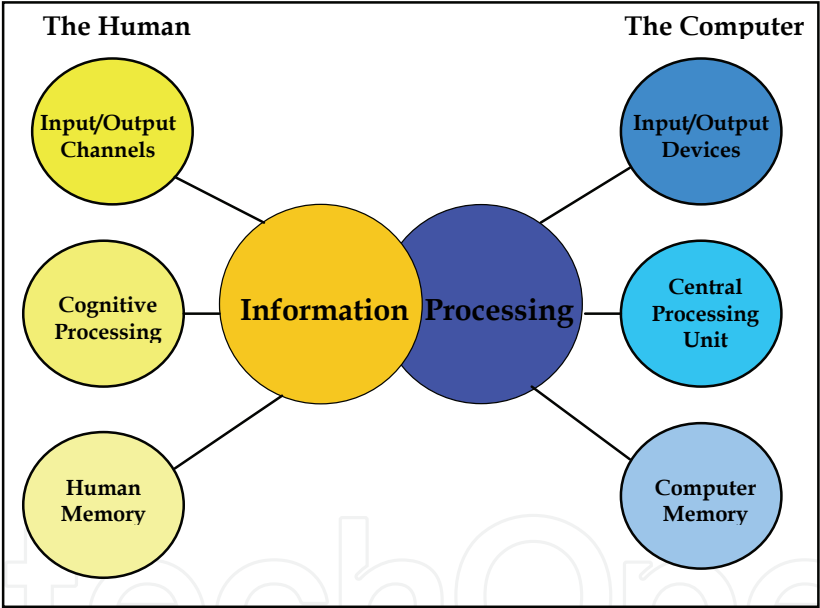 The Human
The Computer
Input/Output
Channels
Input/Output
Devices
Cognitive
Processing
Information Processing
Central
Processing
Unit
Human
Memory
Computer
Memory